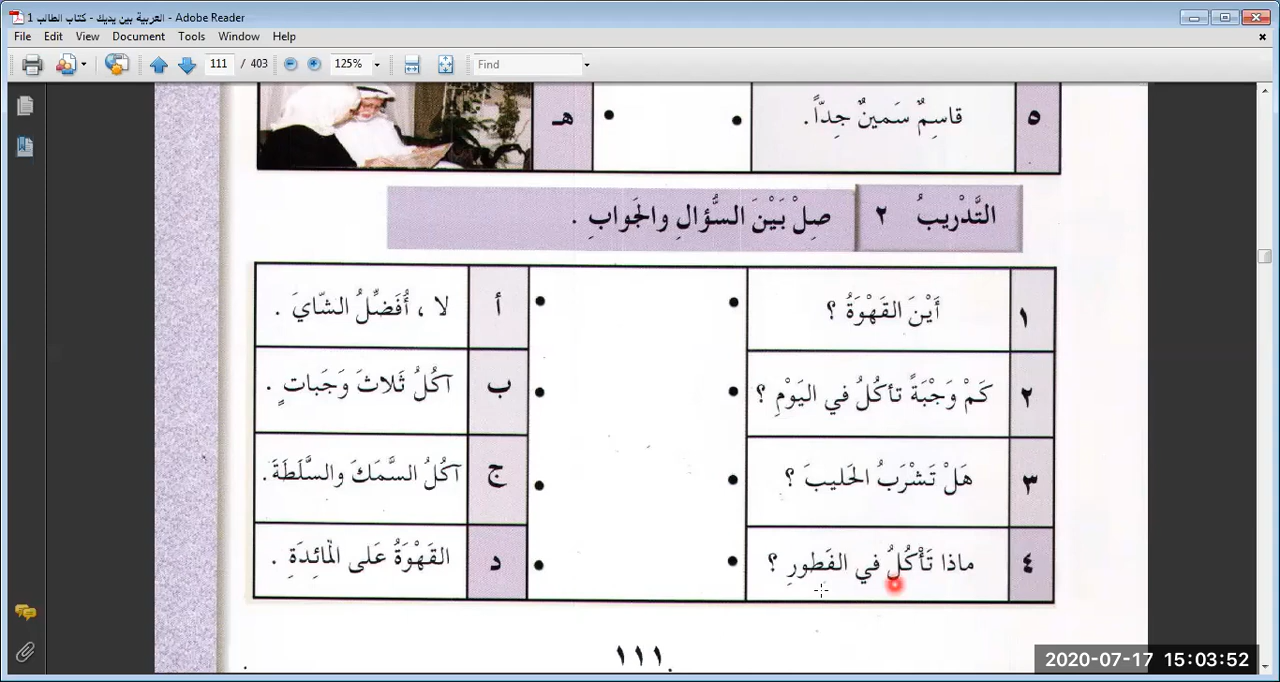 العربية بين يديك - كتاب الطالب 1 - Adobe Reader
File Edit View Document Tools Window Help
111 / 403 125% Find
٥ قاسِمٌ سَمينٌ جِدّاً. هـ
التَّدْريبُ ٢ صِلْ بَيْنَ السُّؤالِ والجَوابِ .
١ أَيْنَ القَهْوَةُ ؟ أ لا ، أُفَضِّلُ الشّايَ .
٢ كَمْ وَجْبَةً تأكُلُ في اليَوْمِ ؟ ب آكُلُ ثَلاثَ وَجَباتٍ .
٣ هَلْ تَشْرَبُ الحَليبَ ؟ ج آكُلُ السَّمَكَ والسَّلَطَةَ.
٤ ماذا تَأْكُلُ في الفَطورِ ؟ د القَهْوَةُ عَلى المْائِدَةِ .
١١١
2020-07-17 15:03:52